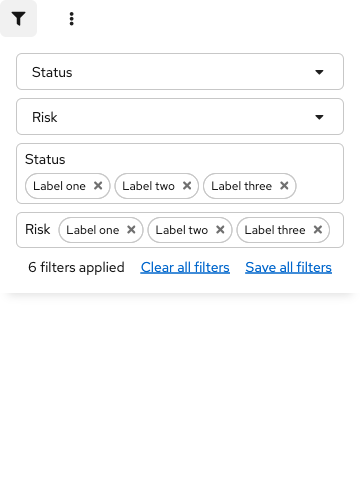 Status
Risk
Status
Label one Label two Label three
Risk Label one Label two Label three
6 filters applied Clear all filters Save all filters